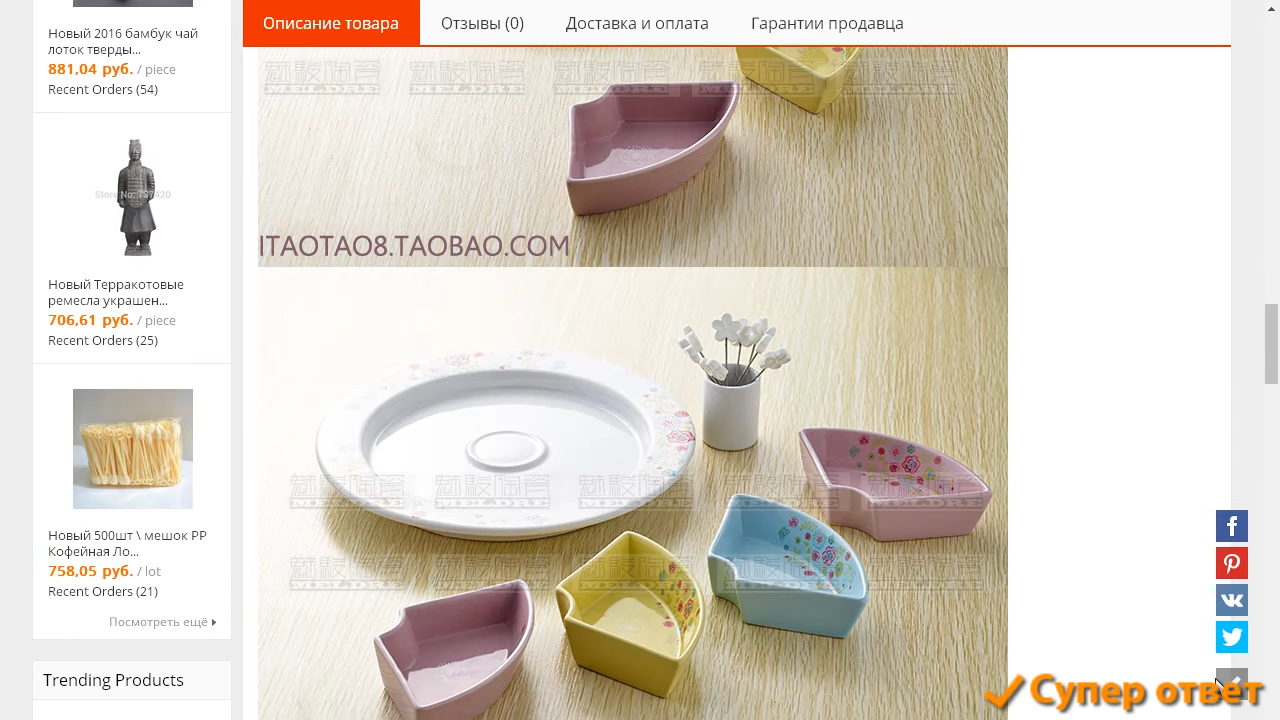 Описание товара
Отзывы (0)
Доставка и оплата
Гарантии продавца
Новый 2016 бамбук чай
лоток тверды...
881,04 руб. / piece
Recent Orders (54)
Новый Терракотовые
ремесла украшен...
706,61 руб. / piece
Recent Orders (25)
Новый 500шт \ мешок PP
Кофейная Ло...
758,05 руб. / lot
Recent Orders (21)
Посмотреть ещё
Trending Products
ITAOTAO8.TAOBAO.COM
MELODRE
Супер ответ